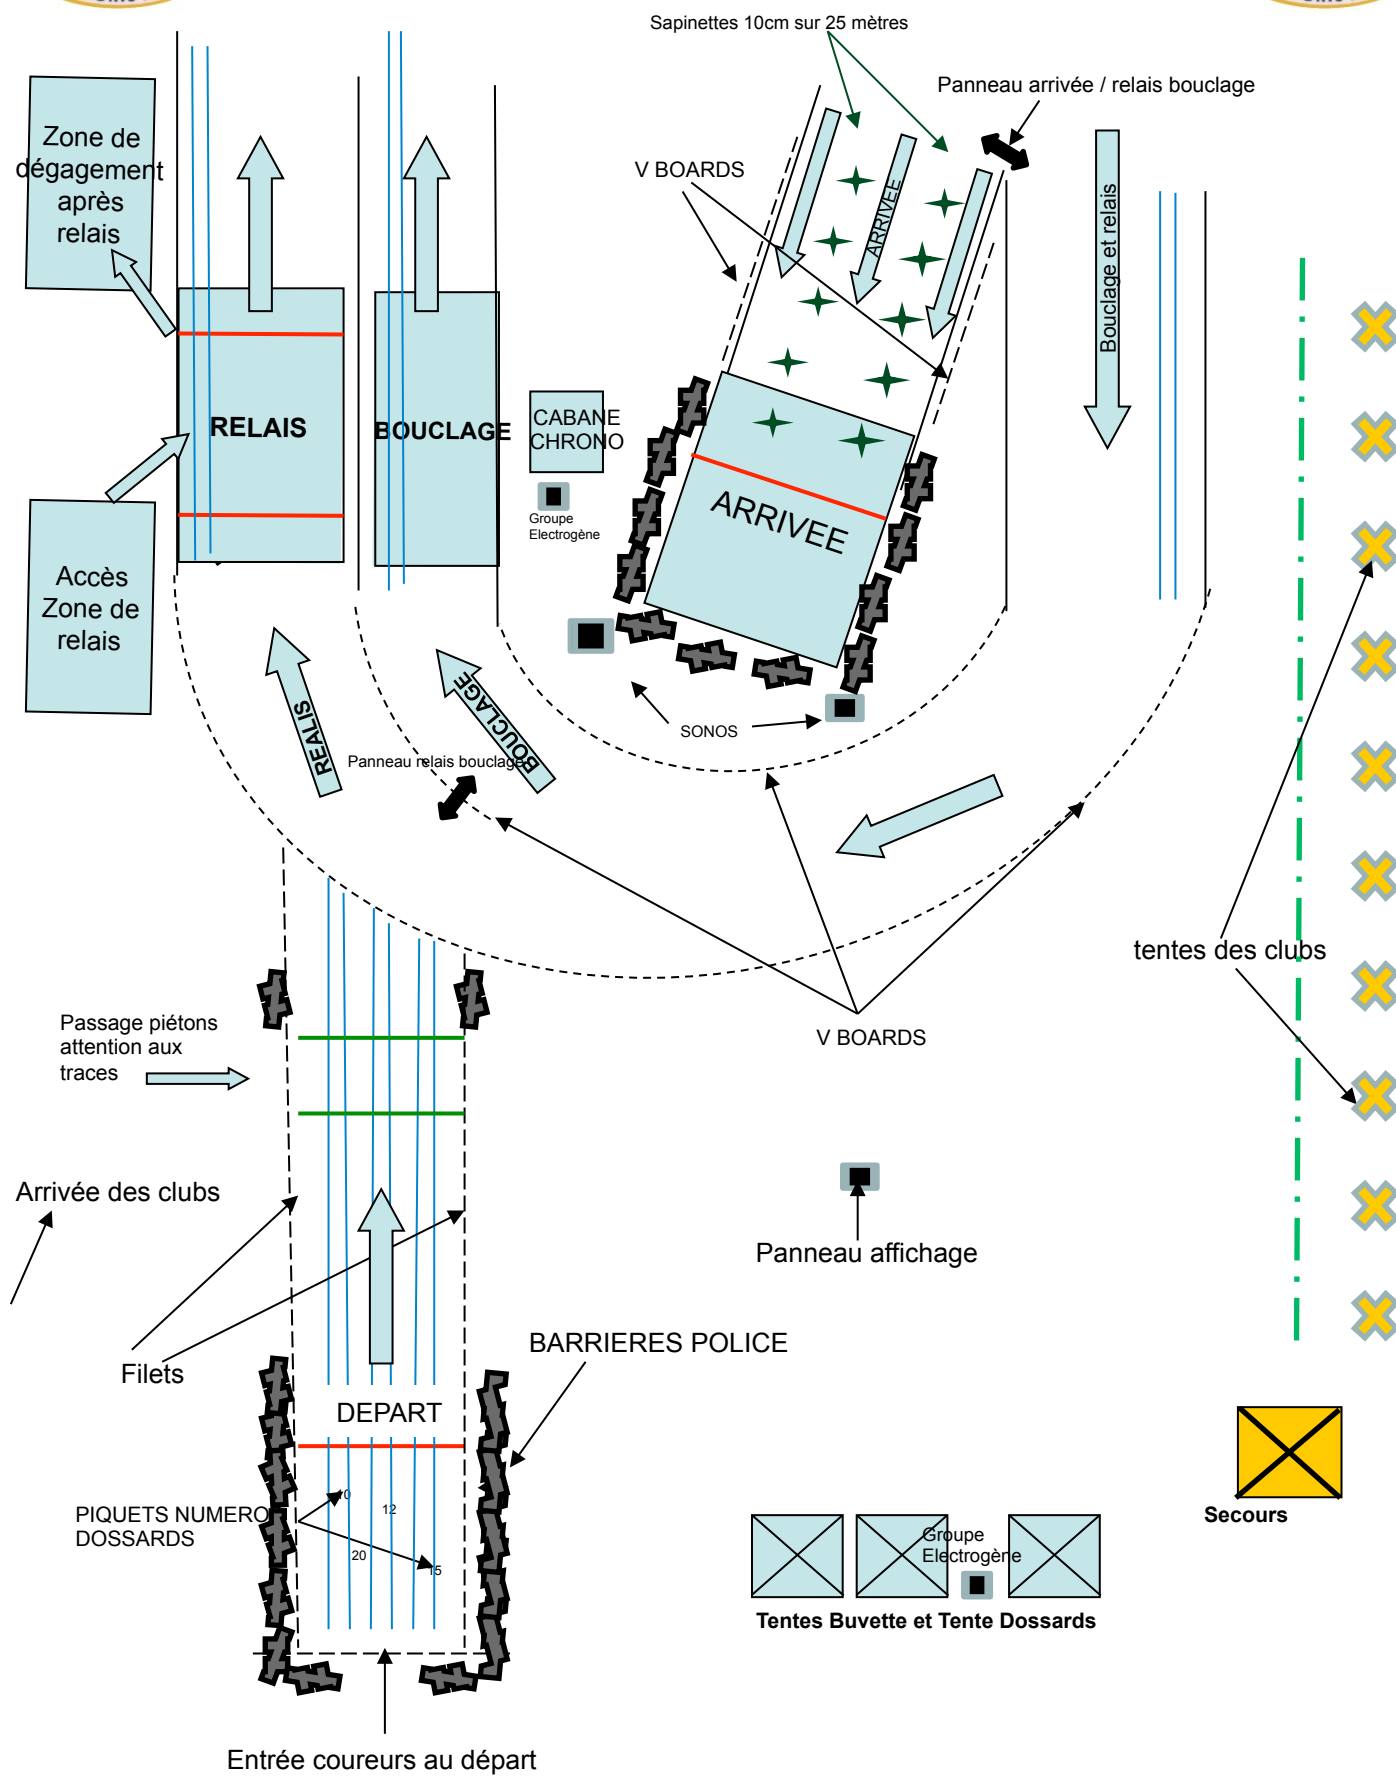 Sapinettes 10cm sur 25 mètres
Panneau arrivée / relais bouclage
Zone de
dégagement
après
relais
V BOARDS
ARRIVEE
Bouclage et relais
RELAIS
BOUCLAGE
CABANE
CHRONO
Groupe
Electrogène
ARRIVEE
Accès
Zone de
relais
REALIS
BOUCLAGE
SONOS
Panneau relais bouclage
tentes des clubs
V BOARDS
Passage piétons
attention aux
traces
Arrivée des clubs
Panneau affichage
Filets
BARRIERES POLICE
DEPART
10
12
PIQUETS NUMERO
DOSSARDS
20
15
Secours
Groupe
Electrogène
Tentes Buvette et Tente Dossards
Entrée coureurs au départ